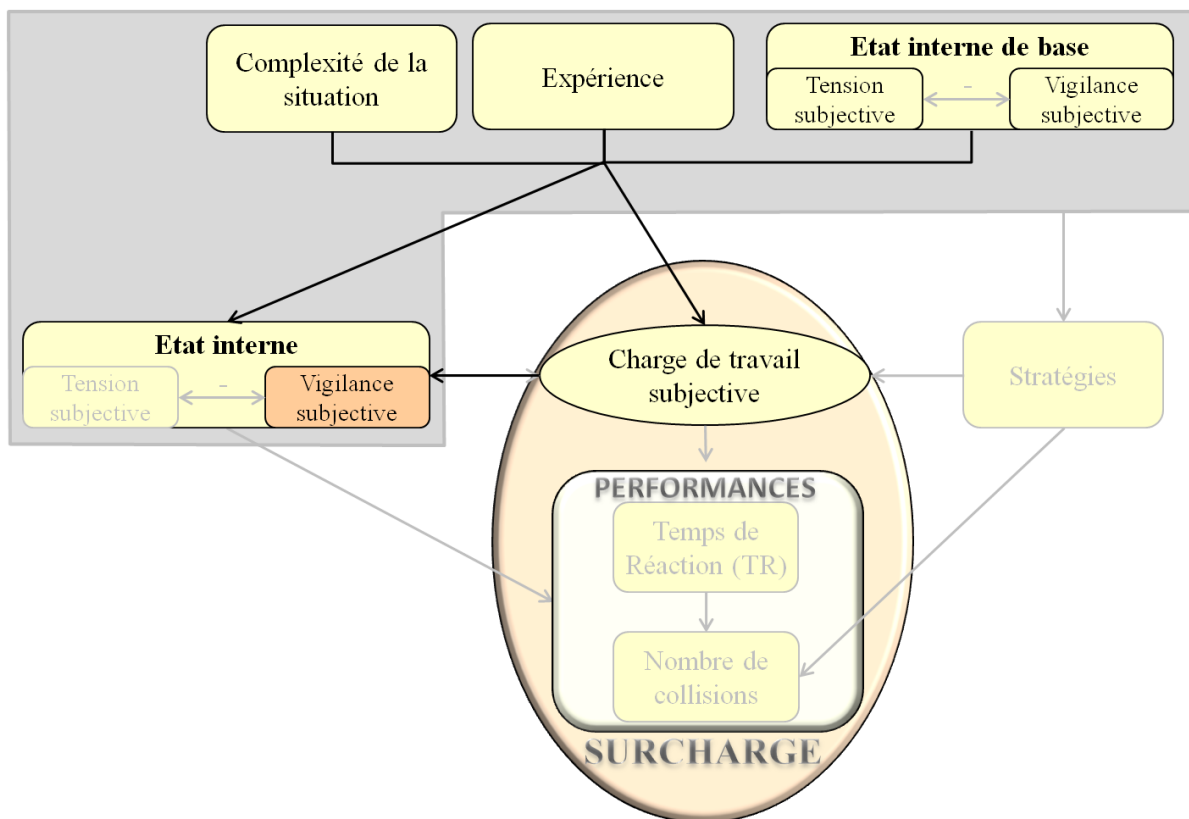 Complexité de la
situation
Expérience
Etat interne de base
Tension
subjective
-
Vigilance
subjective
Etat interne
Tension
subjective
-
Vigilance
subjective
Charge de travail
subjective
Stratégies
PERFORMANCES
Temps de
Réaction (TR)
Nombre de
collisions
SURCHARGE